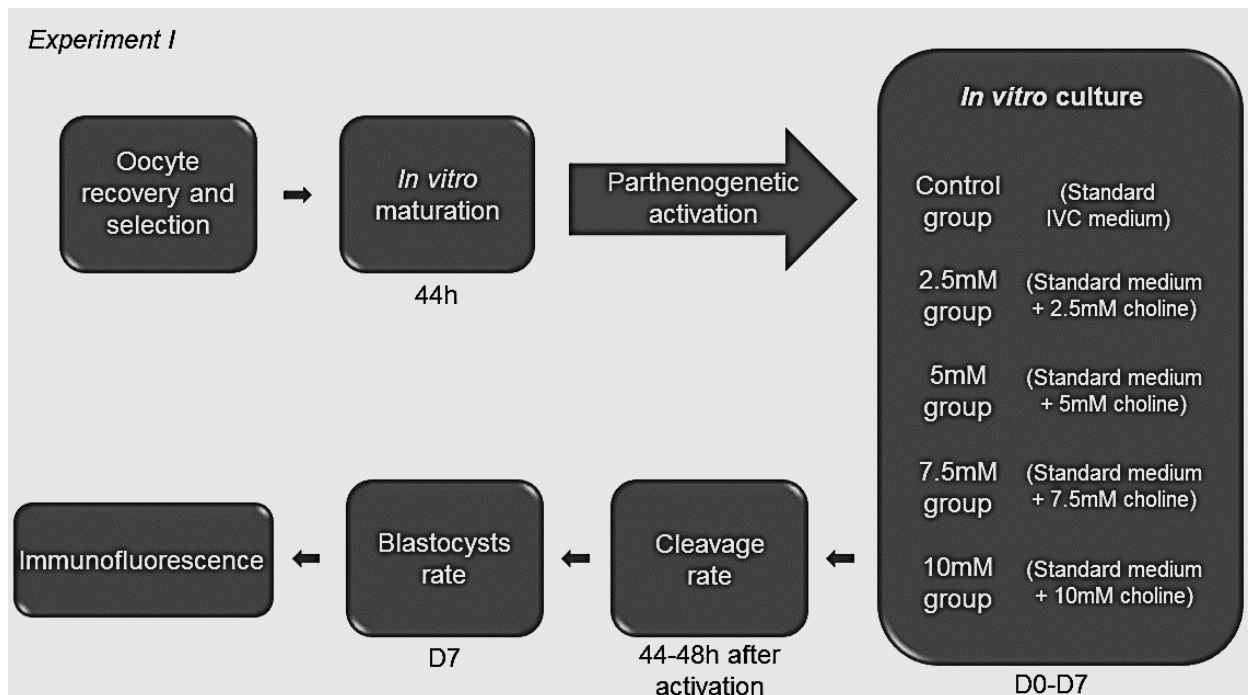 Experiment I
Oocyte
recovery and
selection
In vitro
maturation
44h
Parthenogenetic
activation
In vitro culture
Control
group
(Standard
IVC medium)
2.5mM
group
(Standard medium
+ 2.5mM choline)
5mM
group
(Standard medium
+ 5mM choline)
7.5mM
group
(Standard medium
+ 7.5mM choline)
10mM
group
(Standard medium
+ 10mM choline)
D0-D7
Cleavage
rate
44-48h after
activation
Blastocysts
rate
D7
Immunofluorescence